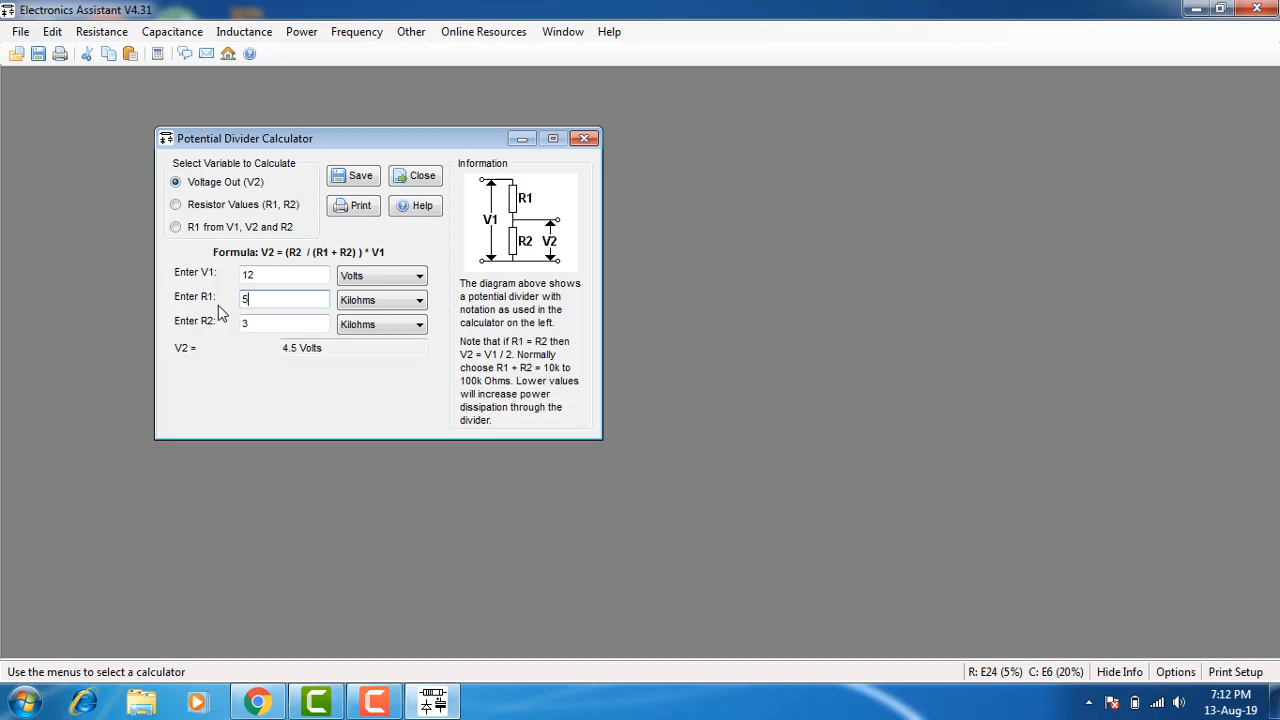 Electronics Assistant V4.31
File Edit Resistance Capacitance Inductance Power Frequency Other Online Resources Window Help
Potential Divider Calculator
Select Variable to Calculate
Voltage Out (V2)
Resistor Values (R1, R2)
R1 from V1, V2 and R2
Save Close
Print Help
Formula: V2 = (R2 / (R1 + R2) ) * V1
Enter V1: 12 Volts
Enter R1: 5 Kilohms
Enter R2: 3 Kilohms
V2 = 4.5 Volts
Information
R1
V1
R2 V2
The diagram above shows
a potential divider with
notation as used in the
calculator on the left.
Note that if R1 = R2 then
V2 = V1 / 2. Normally
choose R1 + R2 = 10k to
100k Ohms. Lower values
will increase power
dissipation through the
divider.
Use the menus to select a calculator R: E24 (5%) C: E6 (20%) Hide Info Options Print Setup
7:12 PM
13-Aug-19